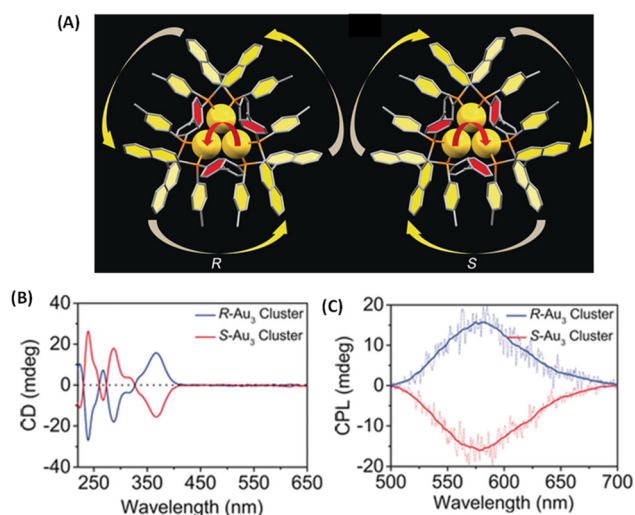 (A)
R
S
(B)
40
20
0
-20
-40
CD (mdeg)
R-Au₃ Cluster
S-Au₃ Cluster
250
350
450
550
650
Wavelength (nm)
(C)
20
10
0
-10
-20
CPL (mdeg)
R-Au₃ Cluster
S-Au₃ Cluster
500
550
600
650
700
Wavelength (nm)